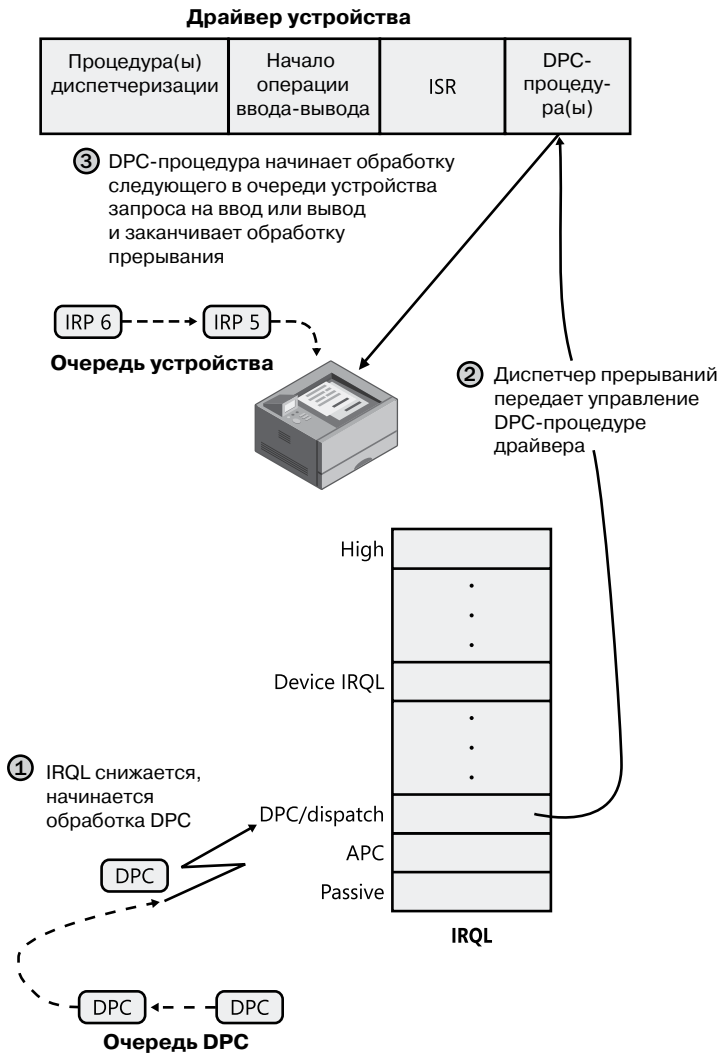 Драйвер устройства
Процедура(ы)
диспетчеризации
Начало
операции
ввода-вывода
ISR
DPC-
процеду-
ра(ы)
3 DPC-процедура начинает обработку
следующего в очереди устройства
запроса на ввод или вывод
и заканчивает обработку
прерывания
IRP 6
IRP 5
Очередь устройства
2 Диспетчер прерываний
передает управление
DPC-процедуре
драйвера
High
Device IRQL
1 IRQL снижается,
начинается
обработка DPC
DPC/dispatch
APC
Passive
IRQL
DPC
DPC
DPC
Очередь DPC